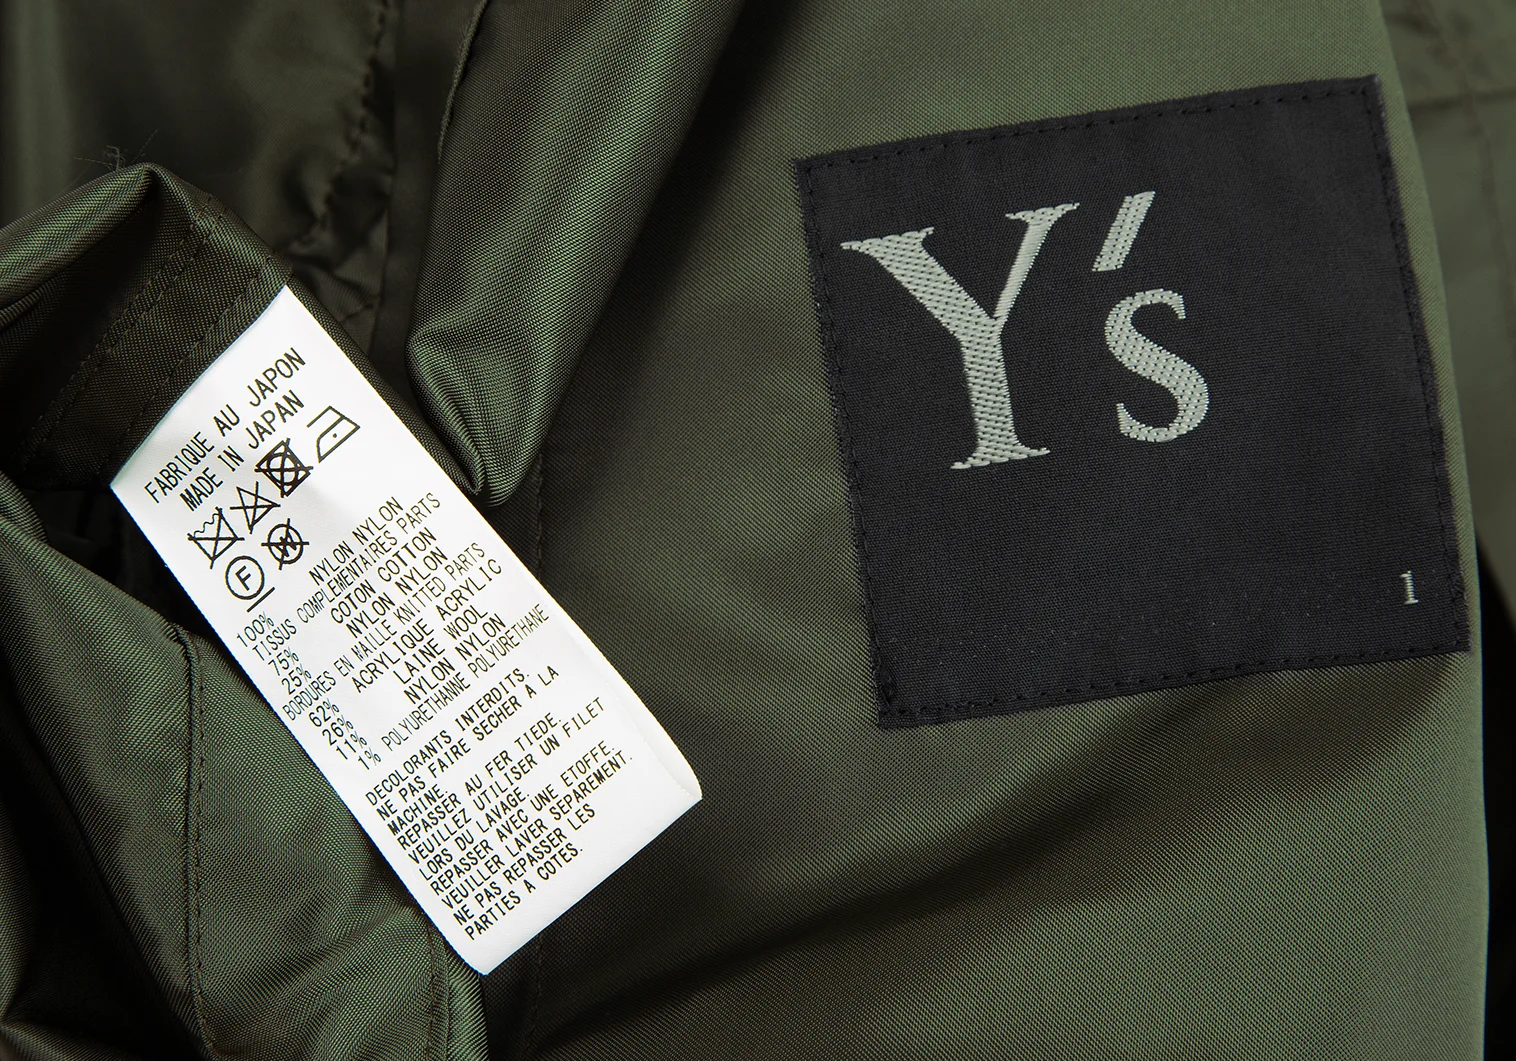 FABRIQUE AU JAPON
MADE IN JAPAN
F
W
100% NYLON NYLON
TISSUS COMPLEMENTAIRES PARTS
75% COTON COTTON
25% NYLON NYLON
BORDURES EN MAILLE KNITTED PARTS
62% ACRYLIQUE ACRYLIC
26% LAINE WOOL
11% NYLON NYLON
1% POLYURETHANNE POLYURETHANE
DECOLORANTS INTERDITS.
NE PAS FAIRE SECHER À LA
MACHINE.
REPASSER AU FER TIEDE.
VEUILLEZ UTILISER UN FILET
LORS DU LAVAGE.
REPASSER AVEC UNE ETOFFE.
VEUILLER LAVER SEPAREMENT.
NE PAS REPASSER LES
PARTIES A COTES.
Y's
1